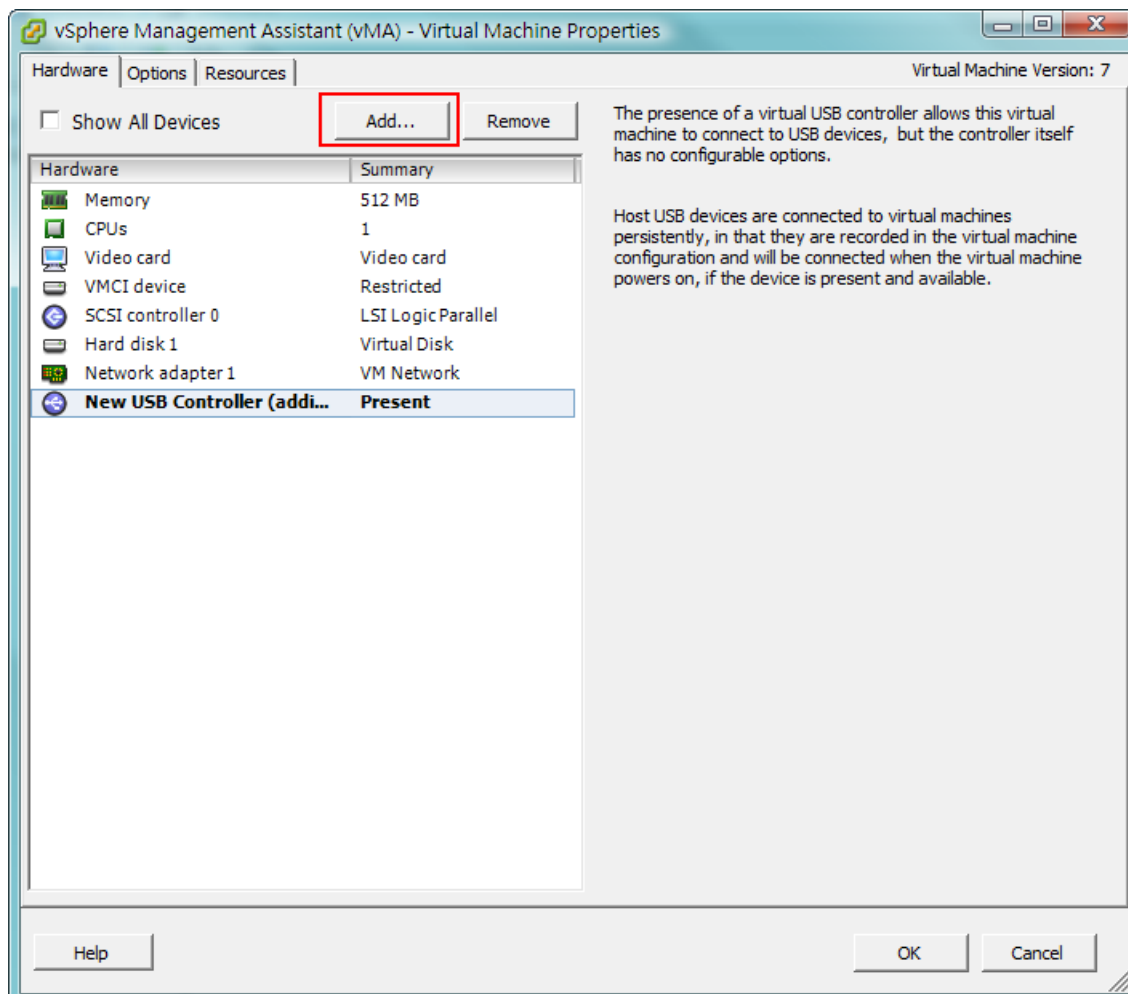 vSphere Management Assistant (vMA) - Virtual Machine Properties
Hardware Options Resources Virtual Machine Version: 7
Show All Devices Add... Remove
Hardware Summary
Memory 512 MB
CPUs 1
Video card Video card
VMCI device Restricted
SCSI controller 0 LSI Logic Parallel
Hard disk 1 Virtual Disk
Network adapter 1 VM Network
New USB Controller (addi... Present
The presence of a virtual USB controller allows this virtual
machine to connect to USB devices, but the controller itself
has no configurable options.
Host USB devices are connected to virtual machines
persistently, in that they are recorded in the virtual machine
configuration and will be connected when the virtual machine
powers on, if the device is present and available.
Help OK Cancel